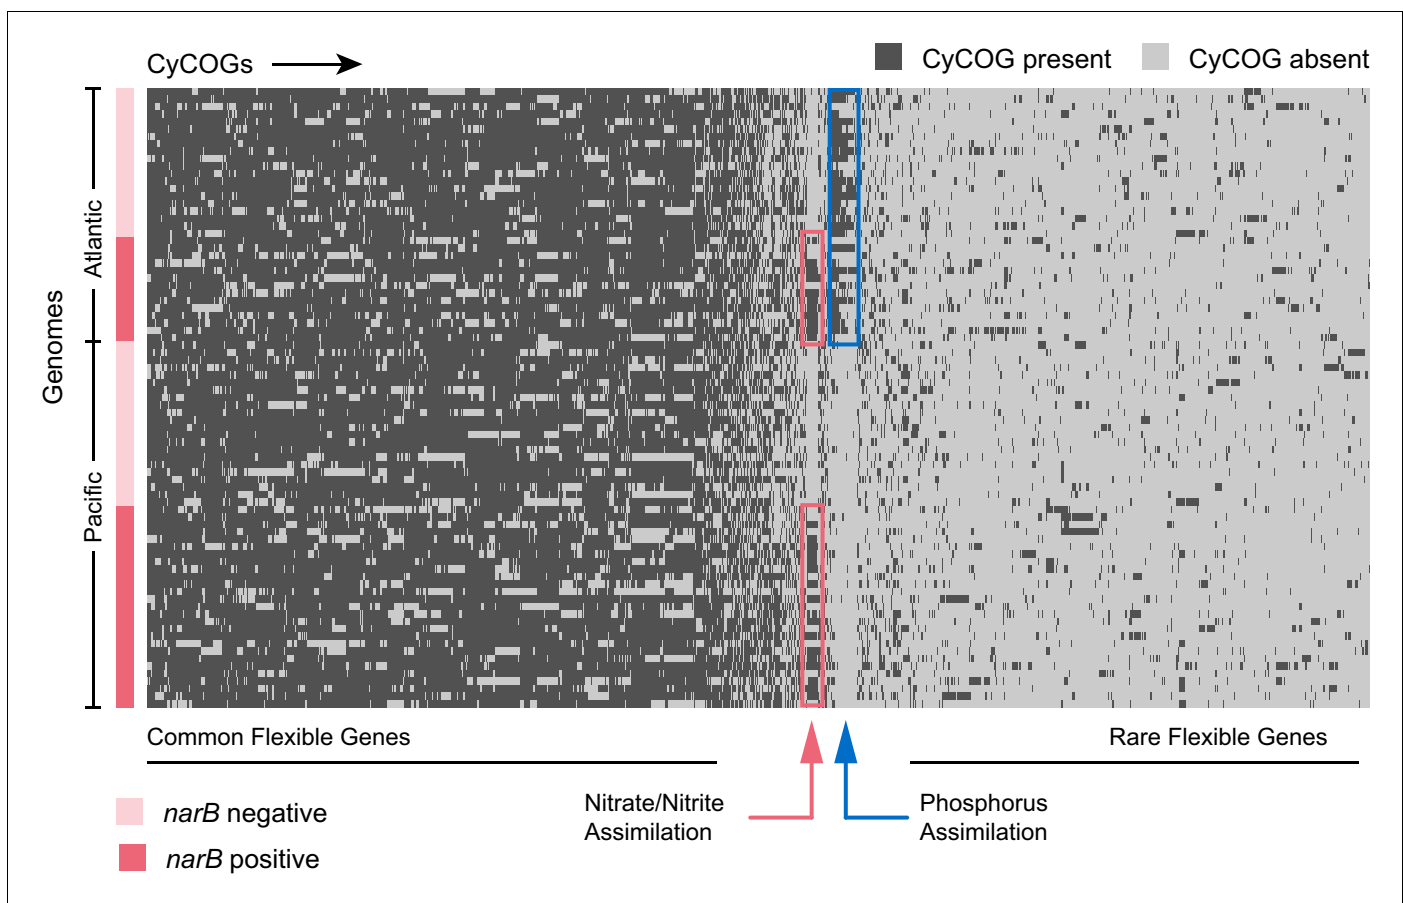 CyCOGs
CyCOG present
CyCOG absent
Genomes
Atlantic
Pacific
Common Flexible Genes
Rare Flexible Genes
Nitrate/Nitrite
Assimilation
Phosphorus
Assimilation
narB negative
narB positive